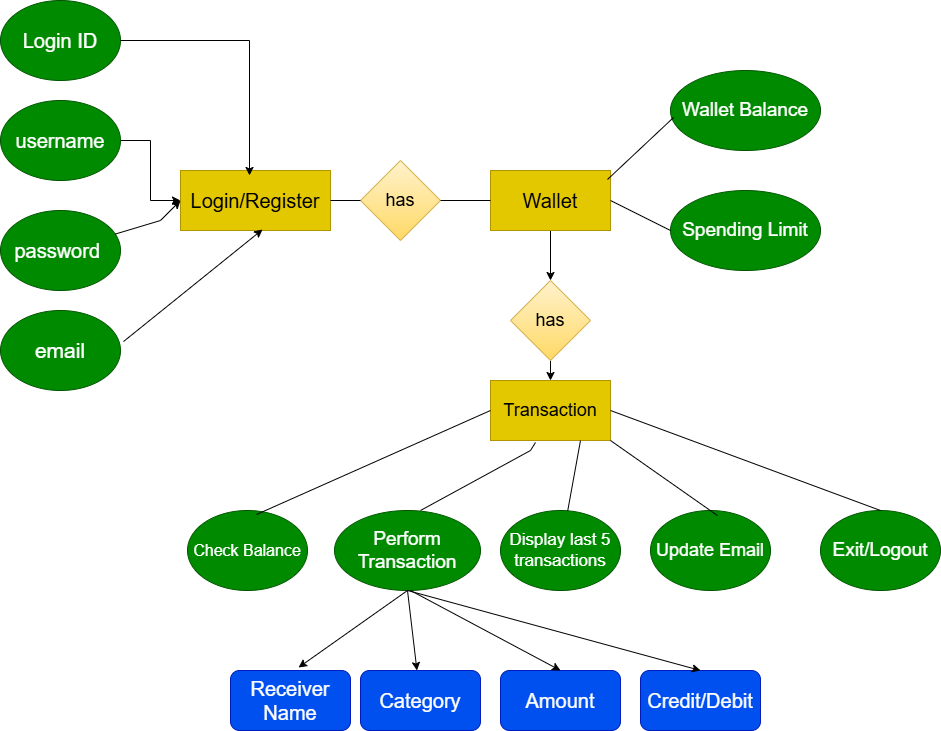 Login ID
username
password
email
Login/Register
has
Wallet
Wallet Balance
Spending Limit
has
Transaction
Check Balance
Perform
Transaction
Display last 5
transactions
Update Email
Exit/Logout
Receiver
Name
Category
Amount
Credit/Debit